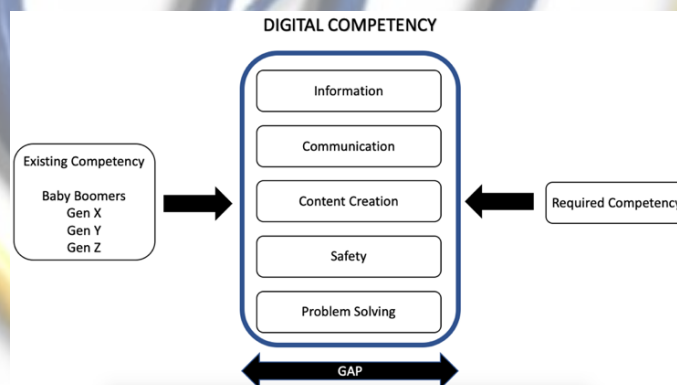 DIGITAL COMPETENCY
Existing Competency
Baby Boomers
Gen X
Gen Y
Gen Z
Information
Communication
Content Creation
Safety
Problem Solving
Required Competency
GAP